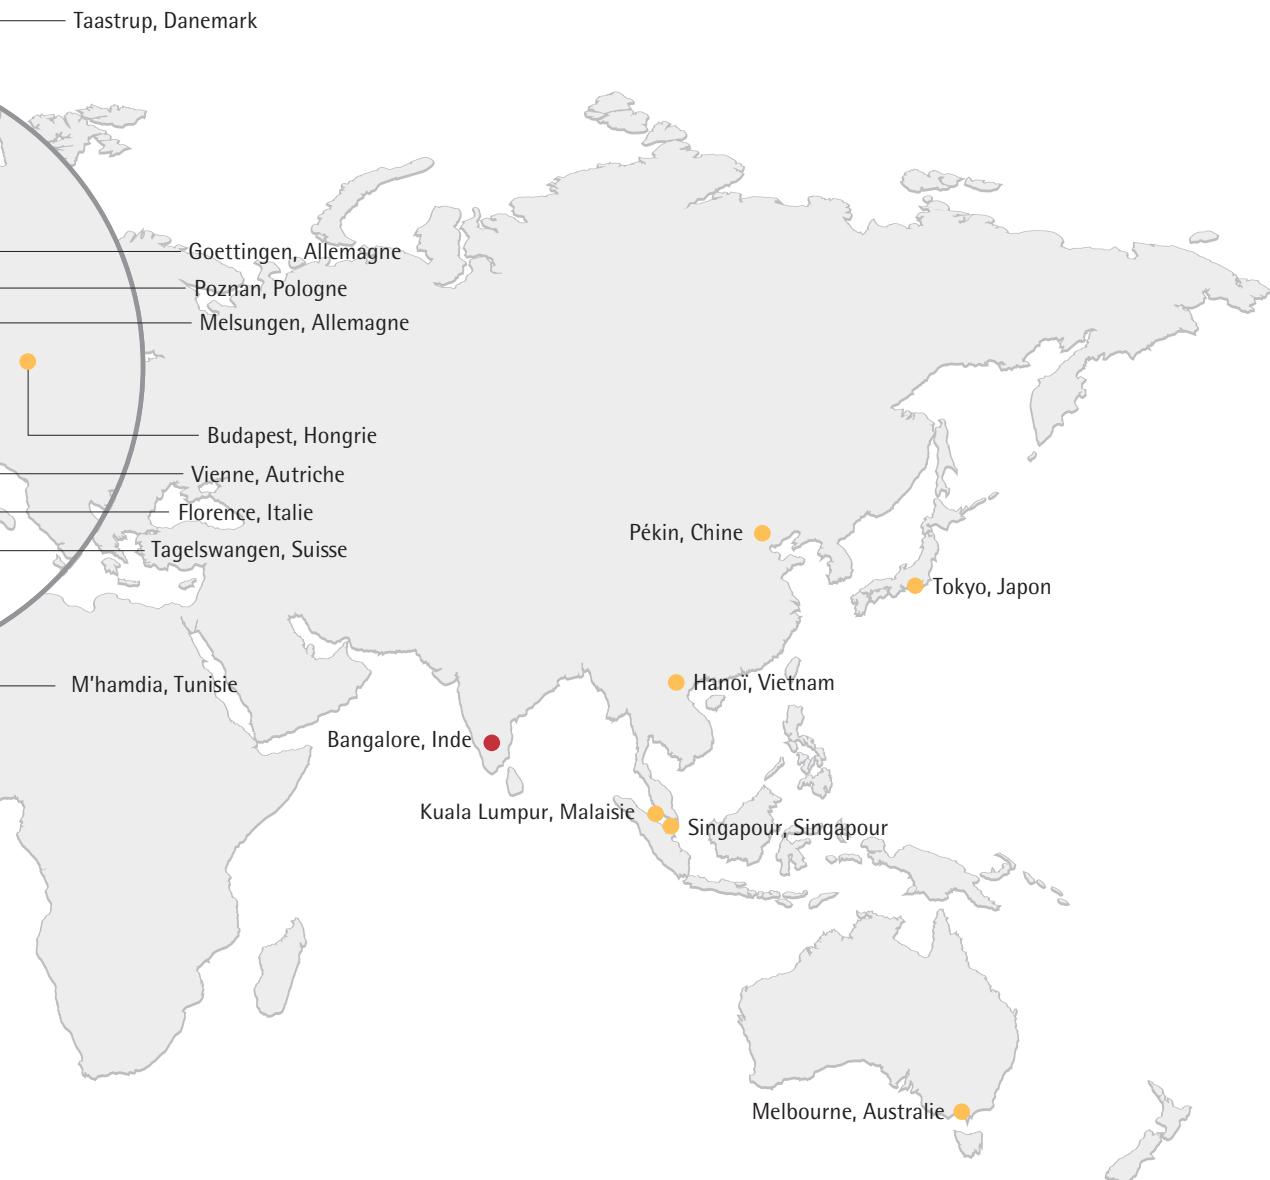 Taastrup, Danemark
Goettingen, Allemagne
Poznan, Pologne
Melsungen, Allemagne
Budapest, Hongrie
Vienne, Autriche
Florence, Italie
Pékin, Chine
Tagelswangen, Suisse
Tokyo, Japon
M'hamdia, Tunisie
Hanoï, Vietnam
Bangalore, Inde
Kuala Lumpur, Malaisie
Singapour, Singapour
Melbourne, Australie